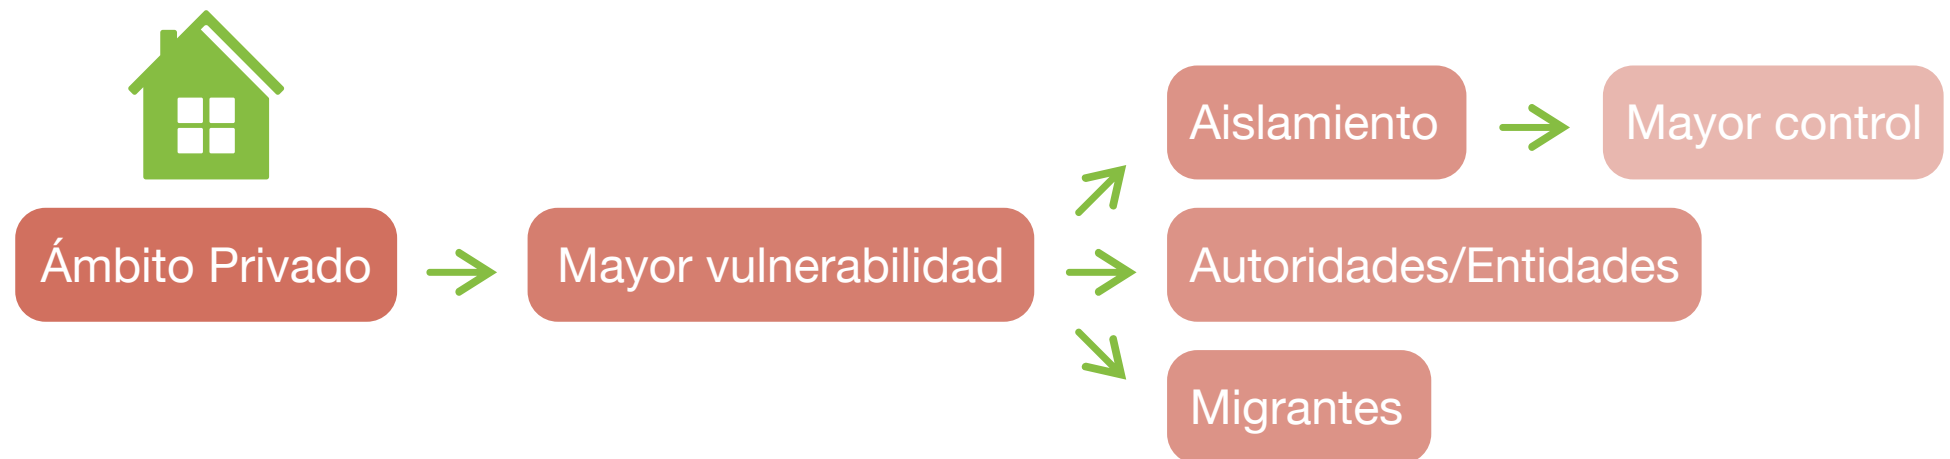 Ámbito Privado
Mayor vulnerabilidad
Aislamiento
Mayor control
Autoridades/Entidades
Migrantes